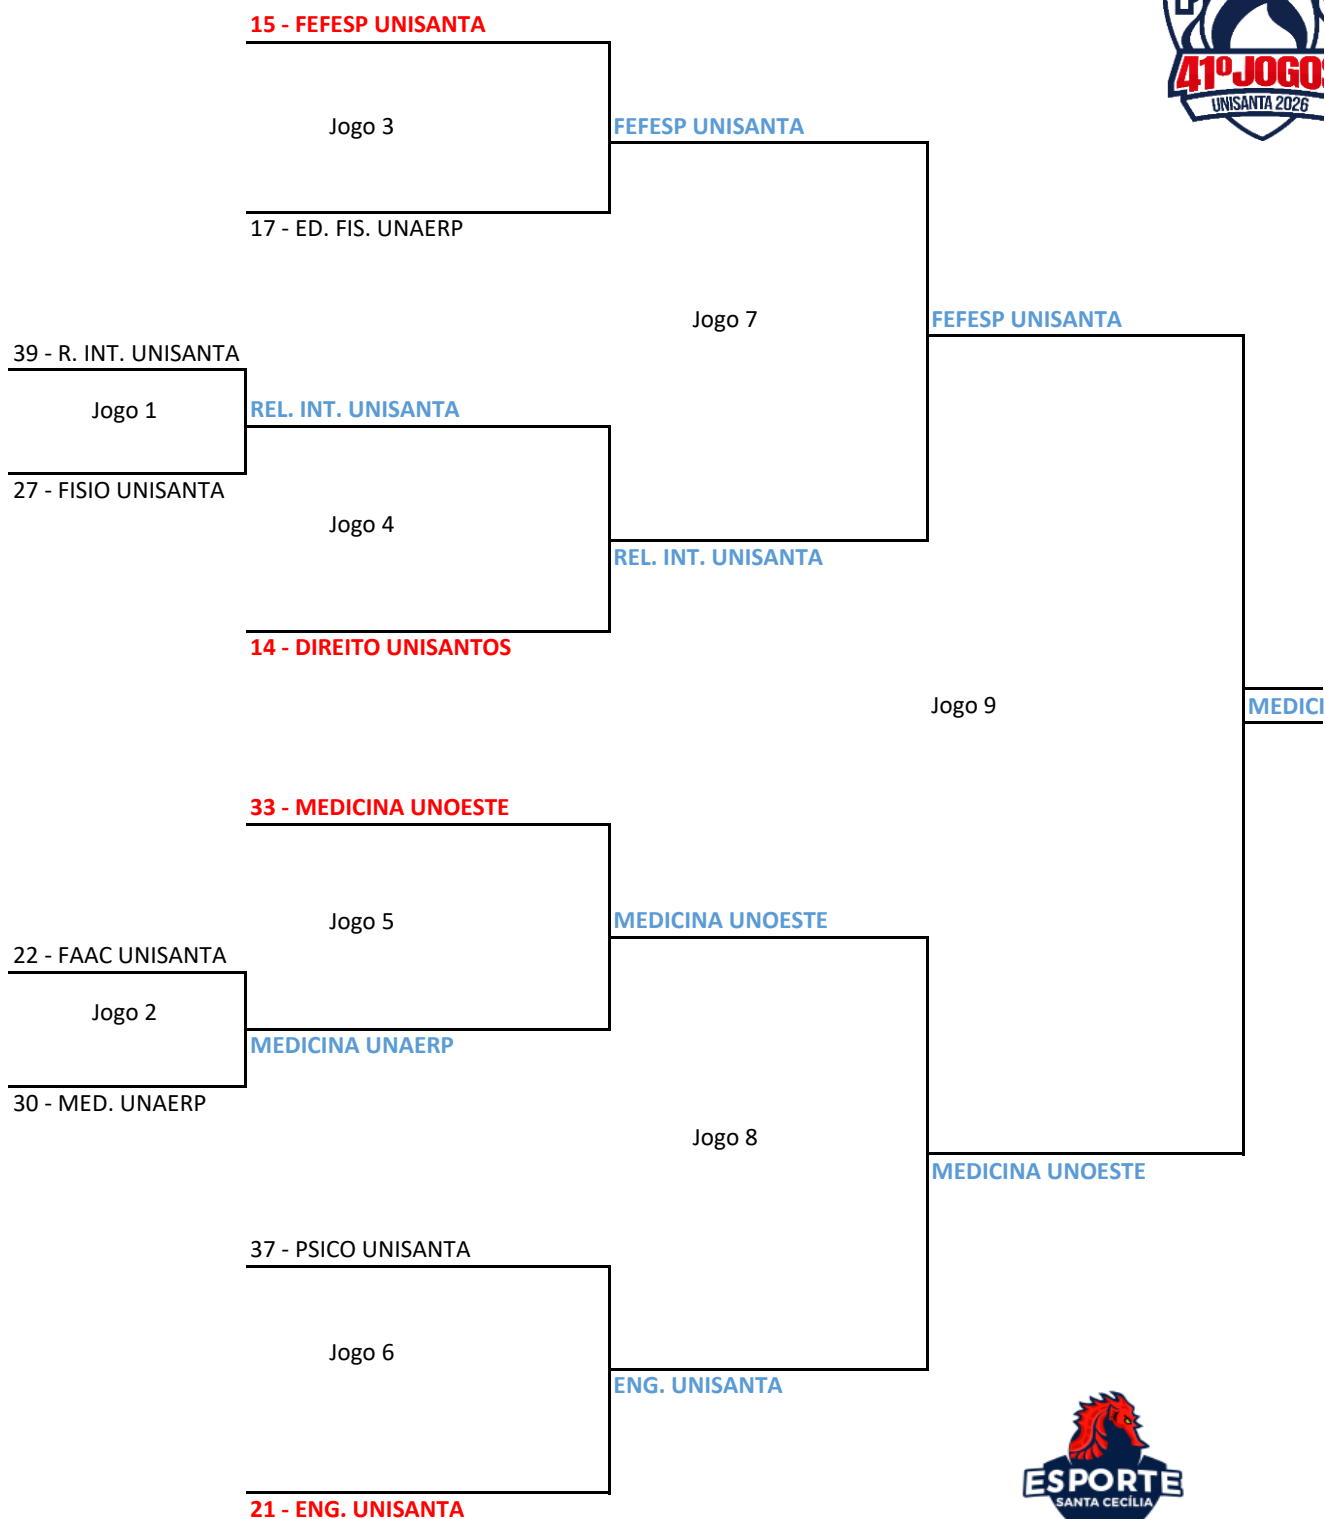 15 - FEFESP UNISANTA
41º JOGOS
UNISANTA 2026
Jogo 3
FEFESP UNISANTA
17 - ED. FIS. UNAERP
Jogo 7
FEFESP UNISANTA
39 - R. INT. UNISANTA
Jogo 1
REL. INT. UNISANTA
27 - FISIO UNISANTA
Jogo 4
REL. INT. UNISANTA
14 - DIREITO UNISANTOS
Jogo 9
MEDICI
33 - MEDICINA UNOESTE
Jogo 5
MEDICINA UNOESTE
22 - FAAC UNISANTA
Jogo 2
MEDICINA UNAERP
30 - MED. UNAERP
Jogo 8
MEDICINA UNOESTE
37 - PSICO UNISANTA
Jogo 6
ENG. UNISANTA
21 - ENG. UNISANTA
ESPORTE
SANTA CECÍLIA